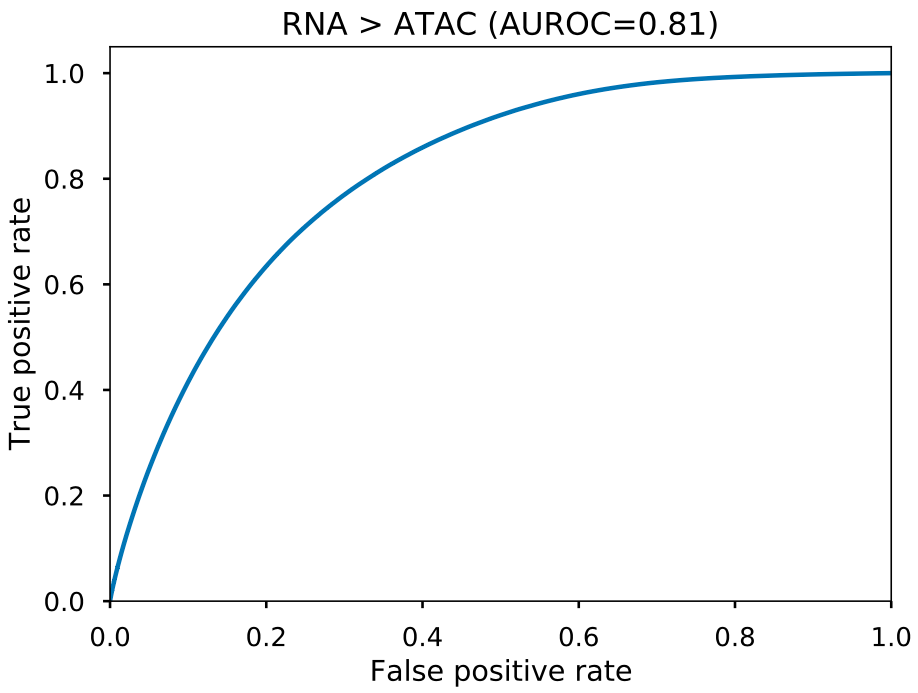 RNA > ATAC (AUROC=0.81)
1.0
0.8
0.6
0.4
0.2
0.0
True positive rate
0.0 0.2 0.4 0.6 0.8 1.0
False positive rate